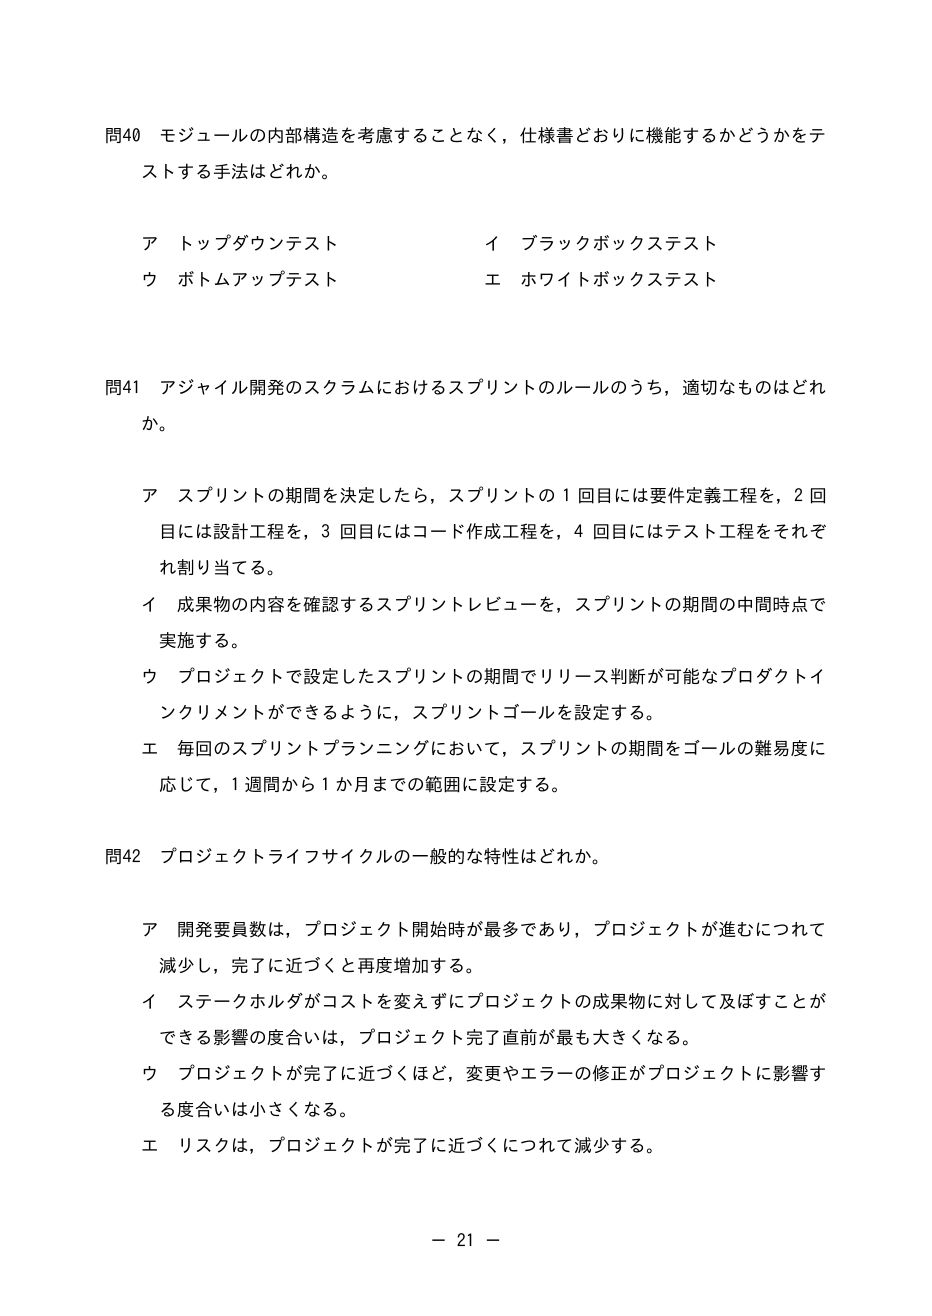 問40　モジュールの内部構造を考慮することなく，仕様書どおりに機能するかどうかをテ
ストする手法はどれか。
ア　トップダウンテスト　　　　　　　　イ　ブラックボックステスト
ウ　ボトムアップテスト　　　　　　　　エ　ホワイトボックステスト
問41　アジャイル開発のスクラムにおけるスプリントのルールのうち，適切なものはどれ
か。
ア　スプリントの期間を決定したら，スプリントの 1 回目には要件定義工程を，2 回
目には設計工程を，3 回目にはコード作成工程を，4 回目にはテスト工程をそれぞ
れ割り当てる。
イ　成果物の内容を確認するスプリントレビューを，スプリントの期間の中間時点で
実施する。
ウ　プロジェクトで設定したスプリントの期間でリリース判断が可能なプロダクトイ
ンクリメントができるように，スプリントゴールを設定する。
エ　毎回のスプリントプランニングにおいて，スプリントの期間をゴールの難易度に
応じて，1 週間から 1 か月までの範囲に設定する。
問42　プロジェクトライフサイクルの一般的な特性はどれか。
ア　開発要員数は，プロジェクト開始時が最多であり，プロジェクトが進むにつれて
減少し，完了に近づくと再度増加する。
イ　ステークホルダがコストを変えずにプロジェクトの成果物に対して及ぼすことが
できる影響の度合いは，プロジェクト完了直前が最も大きくなる。
ウ　プロジェクトが完了に近づくほど，変更やエラーの修正がプロジェクトに影響す
る度合いは小さくなる。
エ　リスクは，プロジェクトが完了に近づくにつれて減少する。
－ 21 －